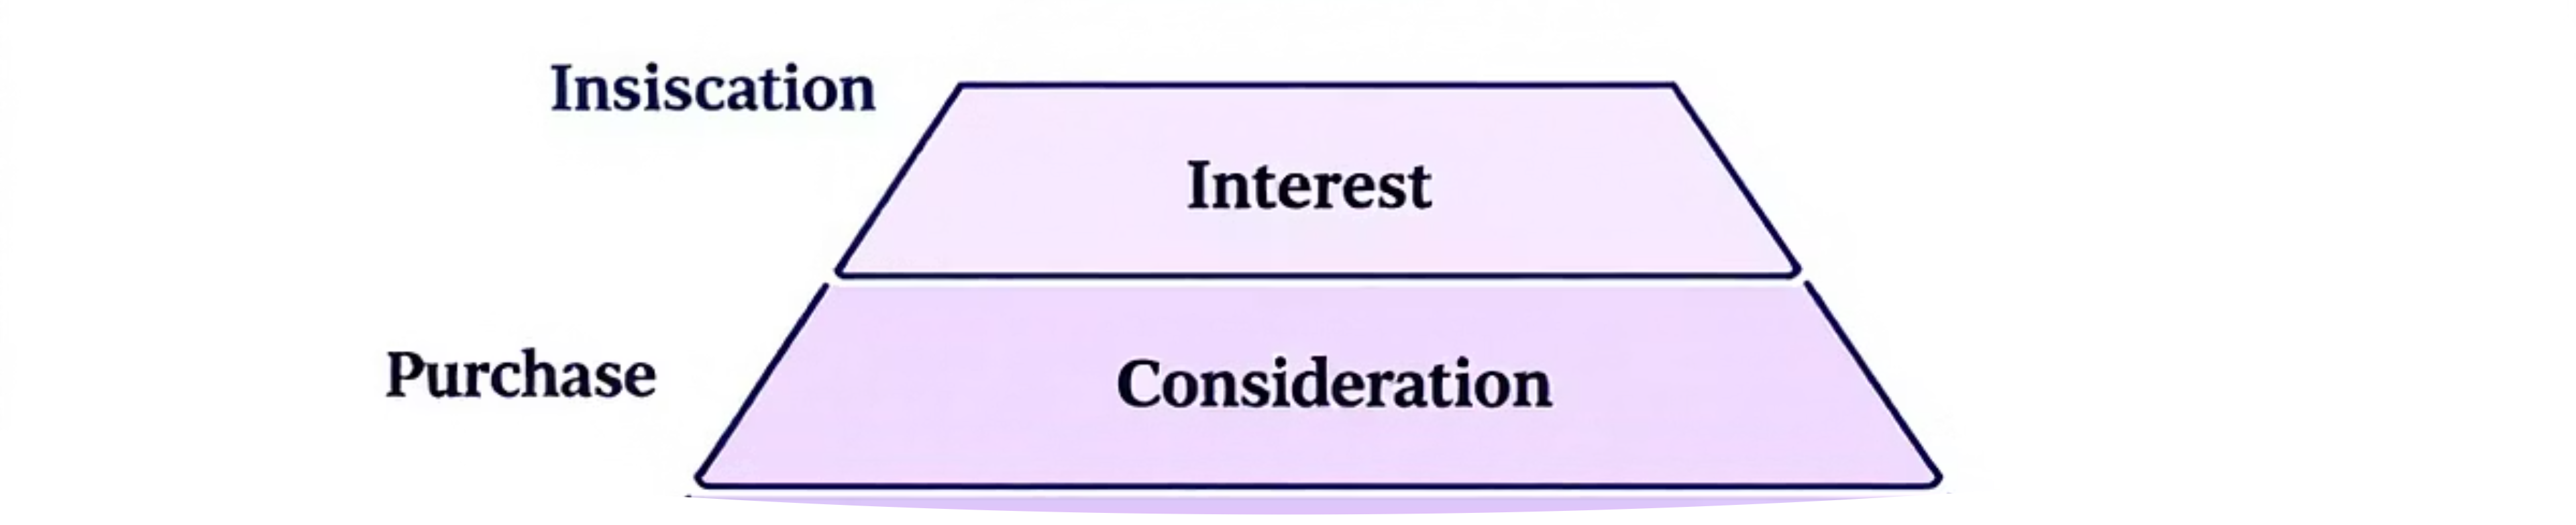 Insiscation
Interest
Purchase
Consideration